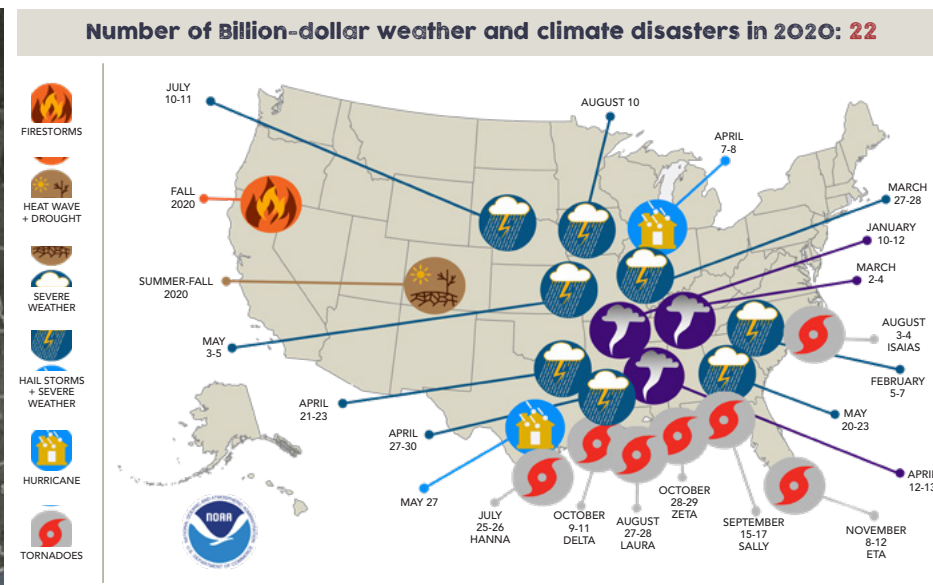 Number of Billion-dollar weather and climate disasters in 2020: 22
FIRESTORMS
HEAT WAVE
+ DROUGHT
SEVERE
WEATHER
HAIL STORMS
+ SEVERE
WEATHER
HURRICANE
TORNADOES
JULY
10-11
AUGUST 10
APRIL
7-8
FALL
2020
MARCH
27-28
JANUARY
10-12
MARCH
2-4
SUMMER-FALL
2020
AUGUST
3-4
ISAIAS
MAY
3-5
FEBRUARY
5-7
APRIL
21-23
MAY
20-23
APRIL
27-30
APRIL
12-13
MAY 27
JULY
25-26
HANNA
OCTOBER
9-11
DELTA
AUGUST
27-28
LAURA
OCTOBER
28-29
ZETA
SEPTEMBER
15-17
SALLY
NOVEMBER
8-12
ETA
NOAA